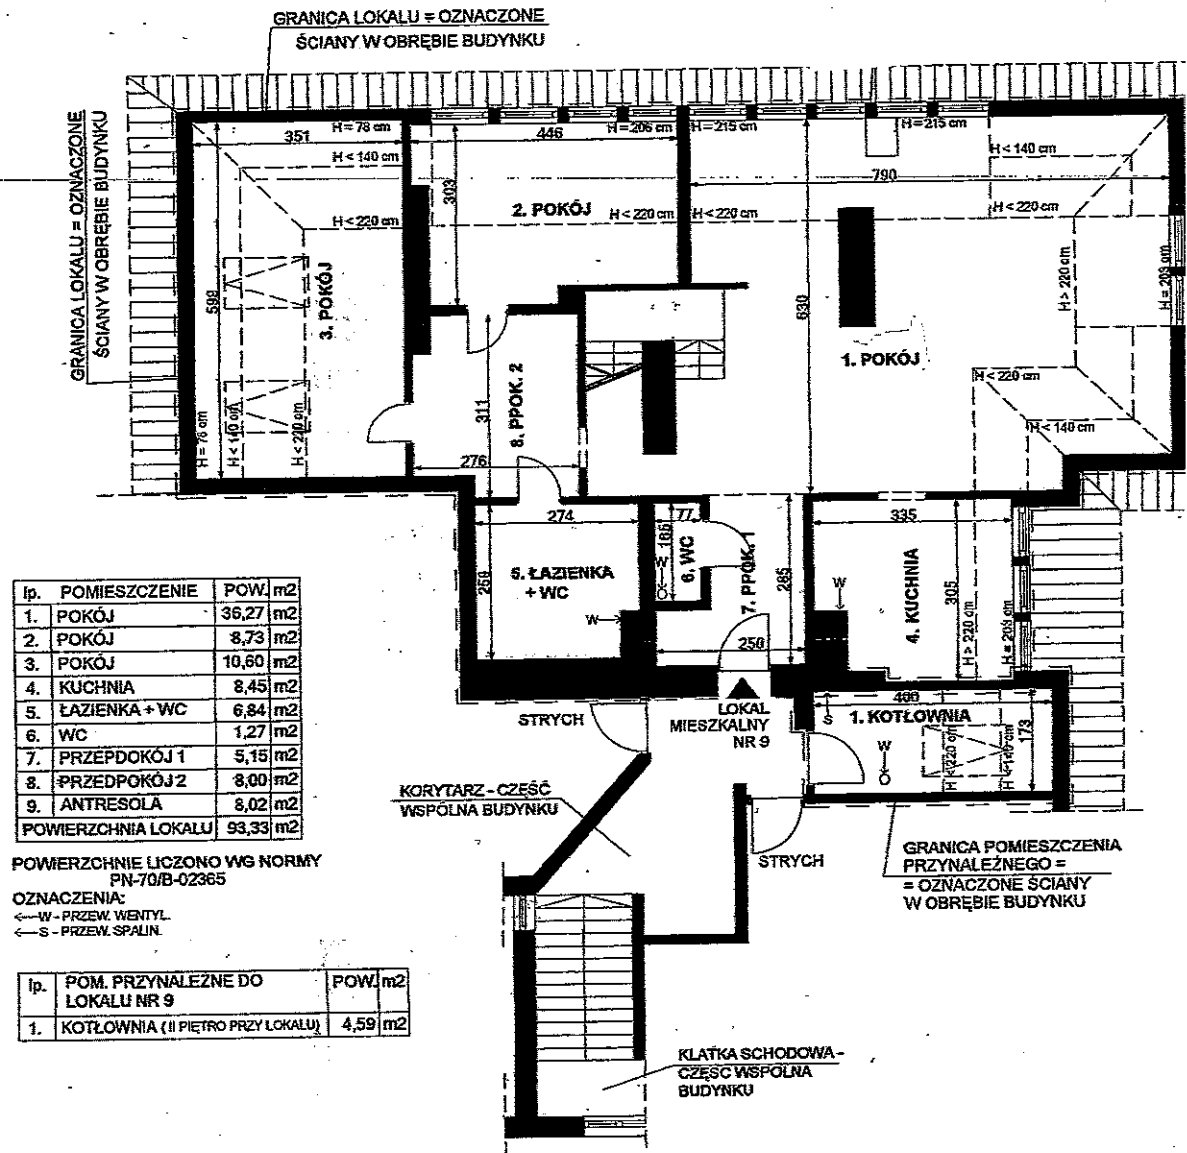 GRANICA LOKALU = OZNACZONE
ŚCIANY W OBRĘBIE BUDYNKU
GRANICA LOKALU = OZNACZONE
ŚCIANY W OBRĘBIE BUDYNKU
351
H = 78 cm
446
H = 206 cm
H = 215 cm
H = 215 cm
H < 140 cm
H < 140 cm
303
790
2. POKÓJ
H < 220 cm
H < 220 cm
H < 220 cm
H < 220 cm
598
3. POKÓJ
630
H > 220 cm
H = 203 cm
1. POKÓJ
H < 220 cm
311
8. PPOK. 2
H = 78 cm
H < 140 cm
H < 220 cm
H < 140 cm
276
274
77
335
259
5. ŁAZIENKA
+ WC
W
166
W
6. WC
7. PPOK. 1
285
250
W
4. KUCHNIA
305
H > 220 cm
H = 203 cm
STRYCH
LOKAL
MIESZKALNY
NR 9
400
S
1. KOTŁOWNIA
W
H < 220 cm
H < 140 cm
173
KORYTARZ - CZĘŚĆ
WSPÓLNA BUDYNKU
STRYCH
GRANICA POMIESZCZENIA
PRZYNALEŻNEGO =
= OZNACZONE ŚCIANY
W OBRĘBIE BUDYNKU
lp. POMIESZCZENIE POW. m2
1. POKÓJ 36,27 m2
2. POKÓJ 8,73 m2
3. POKÓJ 10,60 m2
4. KUCHNIA 8,45 m2
5. ŁAZIENKA + WC 6,84 m2
6. WC 1,27 m2
7. PRZEPDOKÓJ 1 5,15 m2
8. PRZEDPOKÓJ 2 8,00 m2
9. ANTRESOLA 8,02 m2
POWIERZCHNIA LOKALU 93,33 m2
POWIERZCHNIE LICZONO WG NORMY
PN-70/B-02365
OZNACZENIA:
W - PRZEW. WENTYL.
S - PRZEW. SPALIN.
lp. POM. PRZYNALEŻNE DO POW. m2
LOKALU NR 9
1. KOTŁOWNIA ( II PIĘTRO PRZY LOKALU) 4,59 m2
KLATKA SCHODOWA -
CZĘŚĆ WSPÓLNA
BUDYNKU